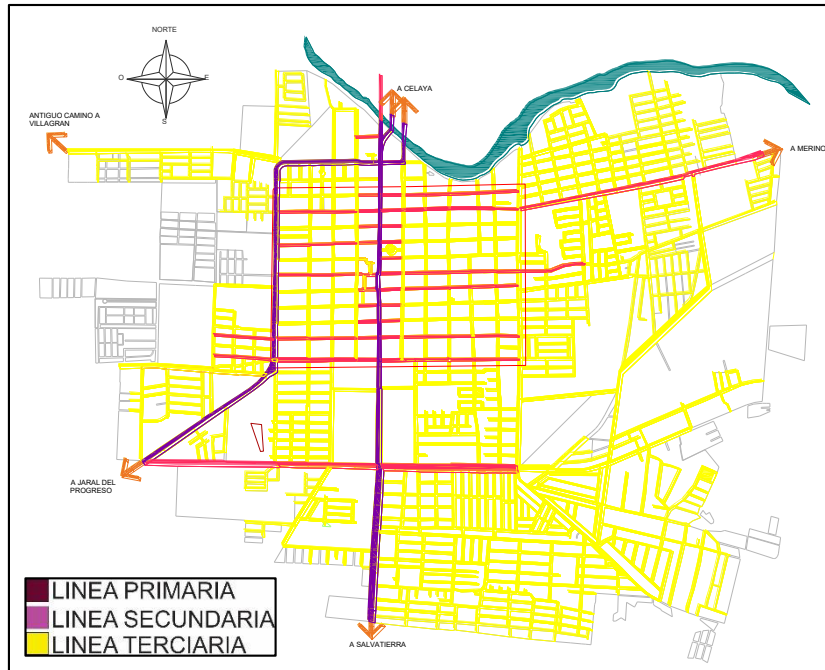 NORTE
O
E
S
A CELAYA
ANTIGUO CAMINO A
VILLAGRAN
A MERINO
A JARAL DEL
PROGRESO
LINEA PRIMARIA
LINEA SECUNDARIA
LINEA TERCIARIA
A SALVATIERRA